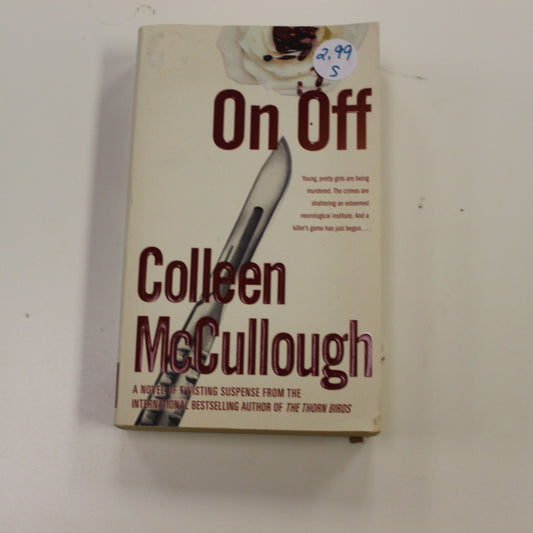 2.99
S
On Off
Young, pretty girls are being
murdered. The crimes are
shattering an esteemed
neurological institute. And a
killer's game has just begun. . . .
Colleen
McCullough
A NOVEL OF TWISTING SUSPENSE FROM THE
INTERNATIONAL BESTSELLING AUTHOR OF THE THORN BIRDS